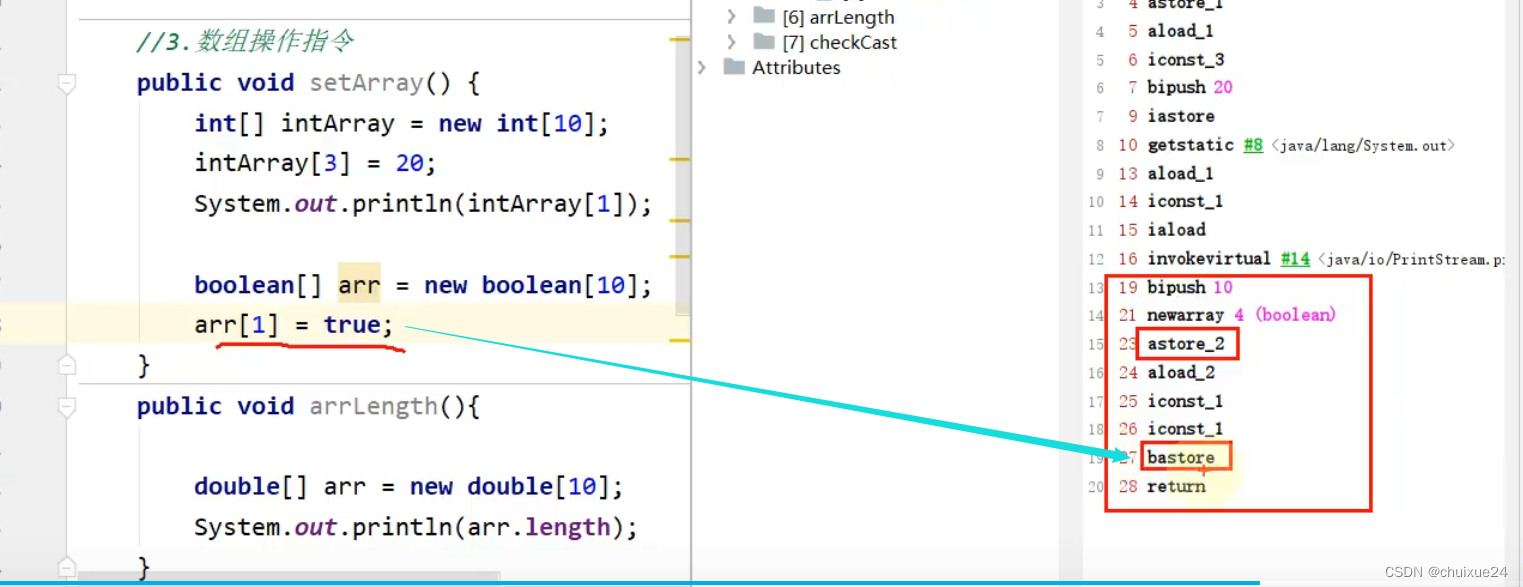 //3.数组操作指令
public void setArray() {
int[] intArray = new int[10];
intArray[3] = 20;
System.out.println(intArray[1]);
boolean[] arr = new boolean[10];
arr[1] = true;
}
public void arrLength(){
double[] arr = new double[10];
System.out.println(arr.length);
}
[6] arrLength
[7] checkCast
Attributes
3 4 astore_1
4 5 aload_1
5 6 iconst_3
6 7 bipush 20
7 9 iastore
8 10 getstatic #8 <java/lang/System.out>
9 13 aload_1
10 14 iconst_1
11 15 iaload
12 16 invokevirtual #14 <java/io/PrintStream.p
13 19 bipush 10
14 21 newarray 4 (boolean)
15 23 astore_2
16 24 aload_2
17 25 iconst_1
18 26 iconst_1
19 27 bastore
20 28 return
CSDN @chuixue24